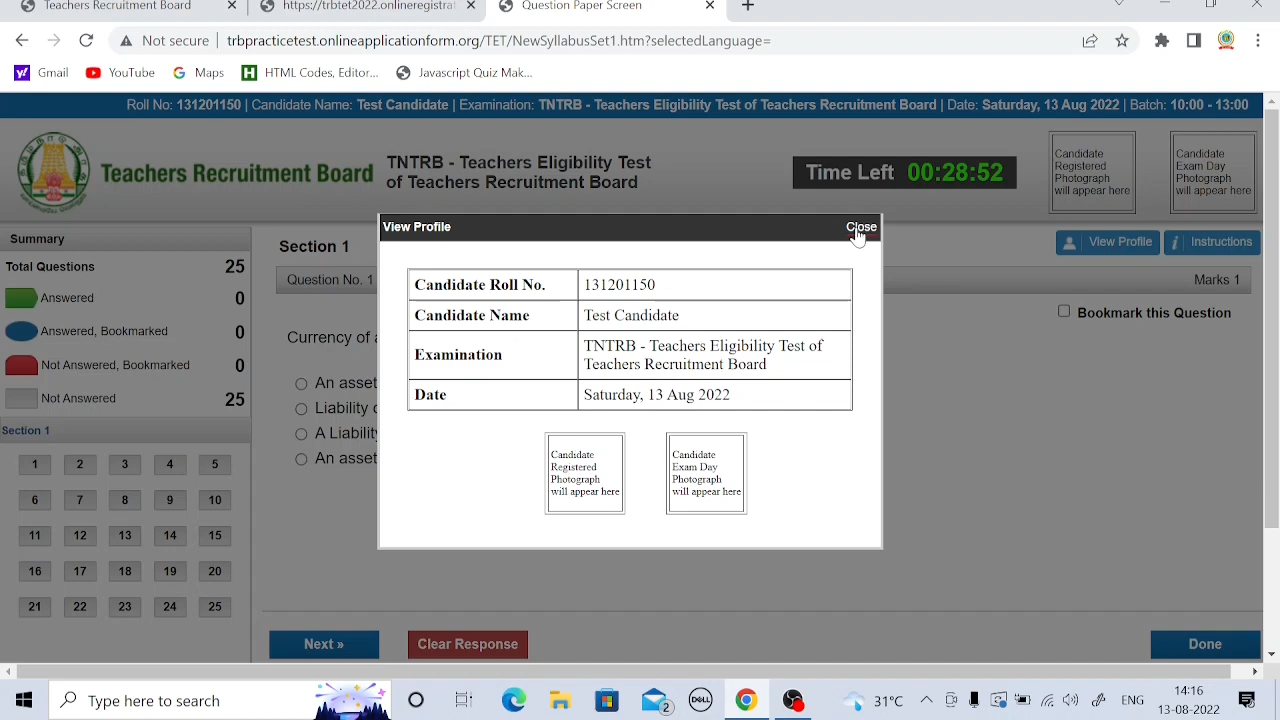 Teachers Recruitment Board
https://trbtet2022.onlineregistrat
Question Paper Screen
Not secure
trbpracticetest.onlineapplicationform.org/TET/NewSyllabusSet1.htm?selectedLanguage=
Gmail
YouTube
Maps
HTML Codes, Editor...
Javascript Quiz Mak...
Roll No: 131201150 | Candidate Name: Test Candidate | Examination: TNTRB - Teachers Eligibility Test of Teachers Recruitment Board | Date: Saturday, 13 Aug 2022 | Batch: 10:00 - 13:00
Teachers Recruitment Board
TNTRB - Teachers Eligibility Test
of Teachers Recruitment Board
Time Left 00:28:52
Candidate
Registered
Photograph
will appear here
Candidate
Exam Day
Photograph
will appear here
Summary
Total Questions 25
Answered 0
Answered, Bookmarked 0
Not Answered, Bookmarked 0
Not Answered 25
Section 1
1 2 3 4 5
6 7 8 9 10
11 12 13 14 15
16 17 18 19 20
21 22 23 24 25
Section 1
View Profile
Instructions
Question No. 1
Marks 1
Bookmark this Question
Currency of a
An asset
Liability o
A Liability
An asset
View Profile
Close
Candidate Roll No. 131201150
Candidate Name Test Candidate
Examination TNTRB - Teachers Eligibility Test of
Teachers Recruitment Board
Date Saturday, 13 Aug 2022
Candidate
Registered
Photograph
will appear here
Candidate
Exam Day
Photograph
will appear here
Next »
Clear Response
Done
Type here to search
2
DELL
31°C
ENG
14:16
13-08-2022